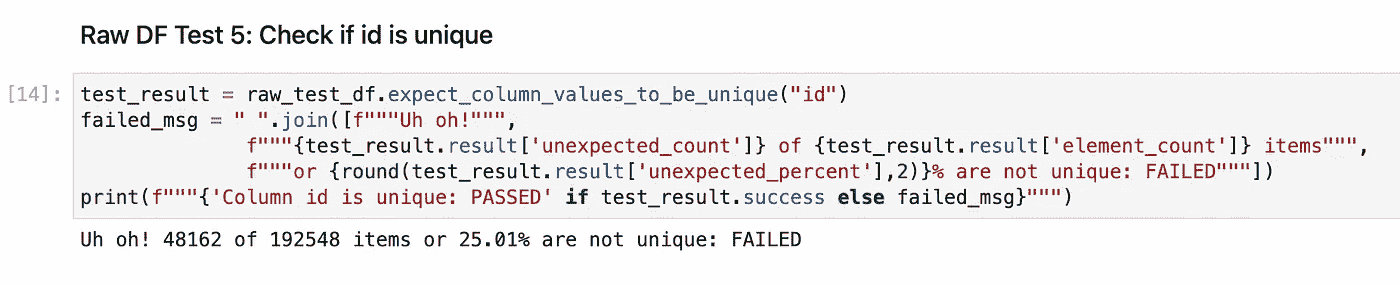 Raw DF Test 5: Check if id is unique
[14]: test_result = raw_test_df.expect_column_values_to_be_unique("id")
failed_msg = " ".join([f"""Uh oh!""",
f"""{test_result.result['unexpected_count']} of {test_result.result['element_count']} items""",
f"""or {round(test_result.result['unexpected_percent'],2)}% are not unique: FAILED"""])
print(f"""{'Column id is unique: PASSED' if test_result.success else failed_msg}""")
Uh oh! 48162 of 192548 items or 25.01% are not unique: FAILED